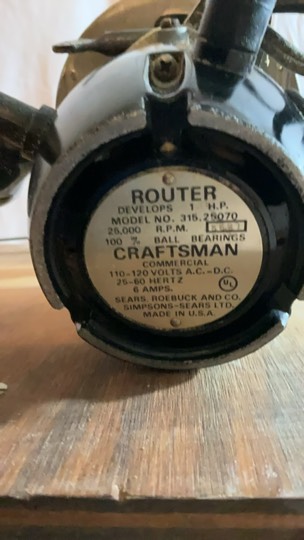 ROUTER
DEVELOPS 1 H.P.
MODEL NO. 315.25070
25,000 R.P.M.
100 % BALL BEARINGS
CRAFTSMAN
COMMERCIAL
110-120 VOLTS A.C.-D.C.
25-60 HERTZ
6 AMPS.
UL
SEARS, ROEBUCK AND CO.
SIMPSONS-SEARS LTD.
MADE IN U.S.A.